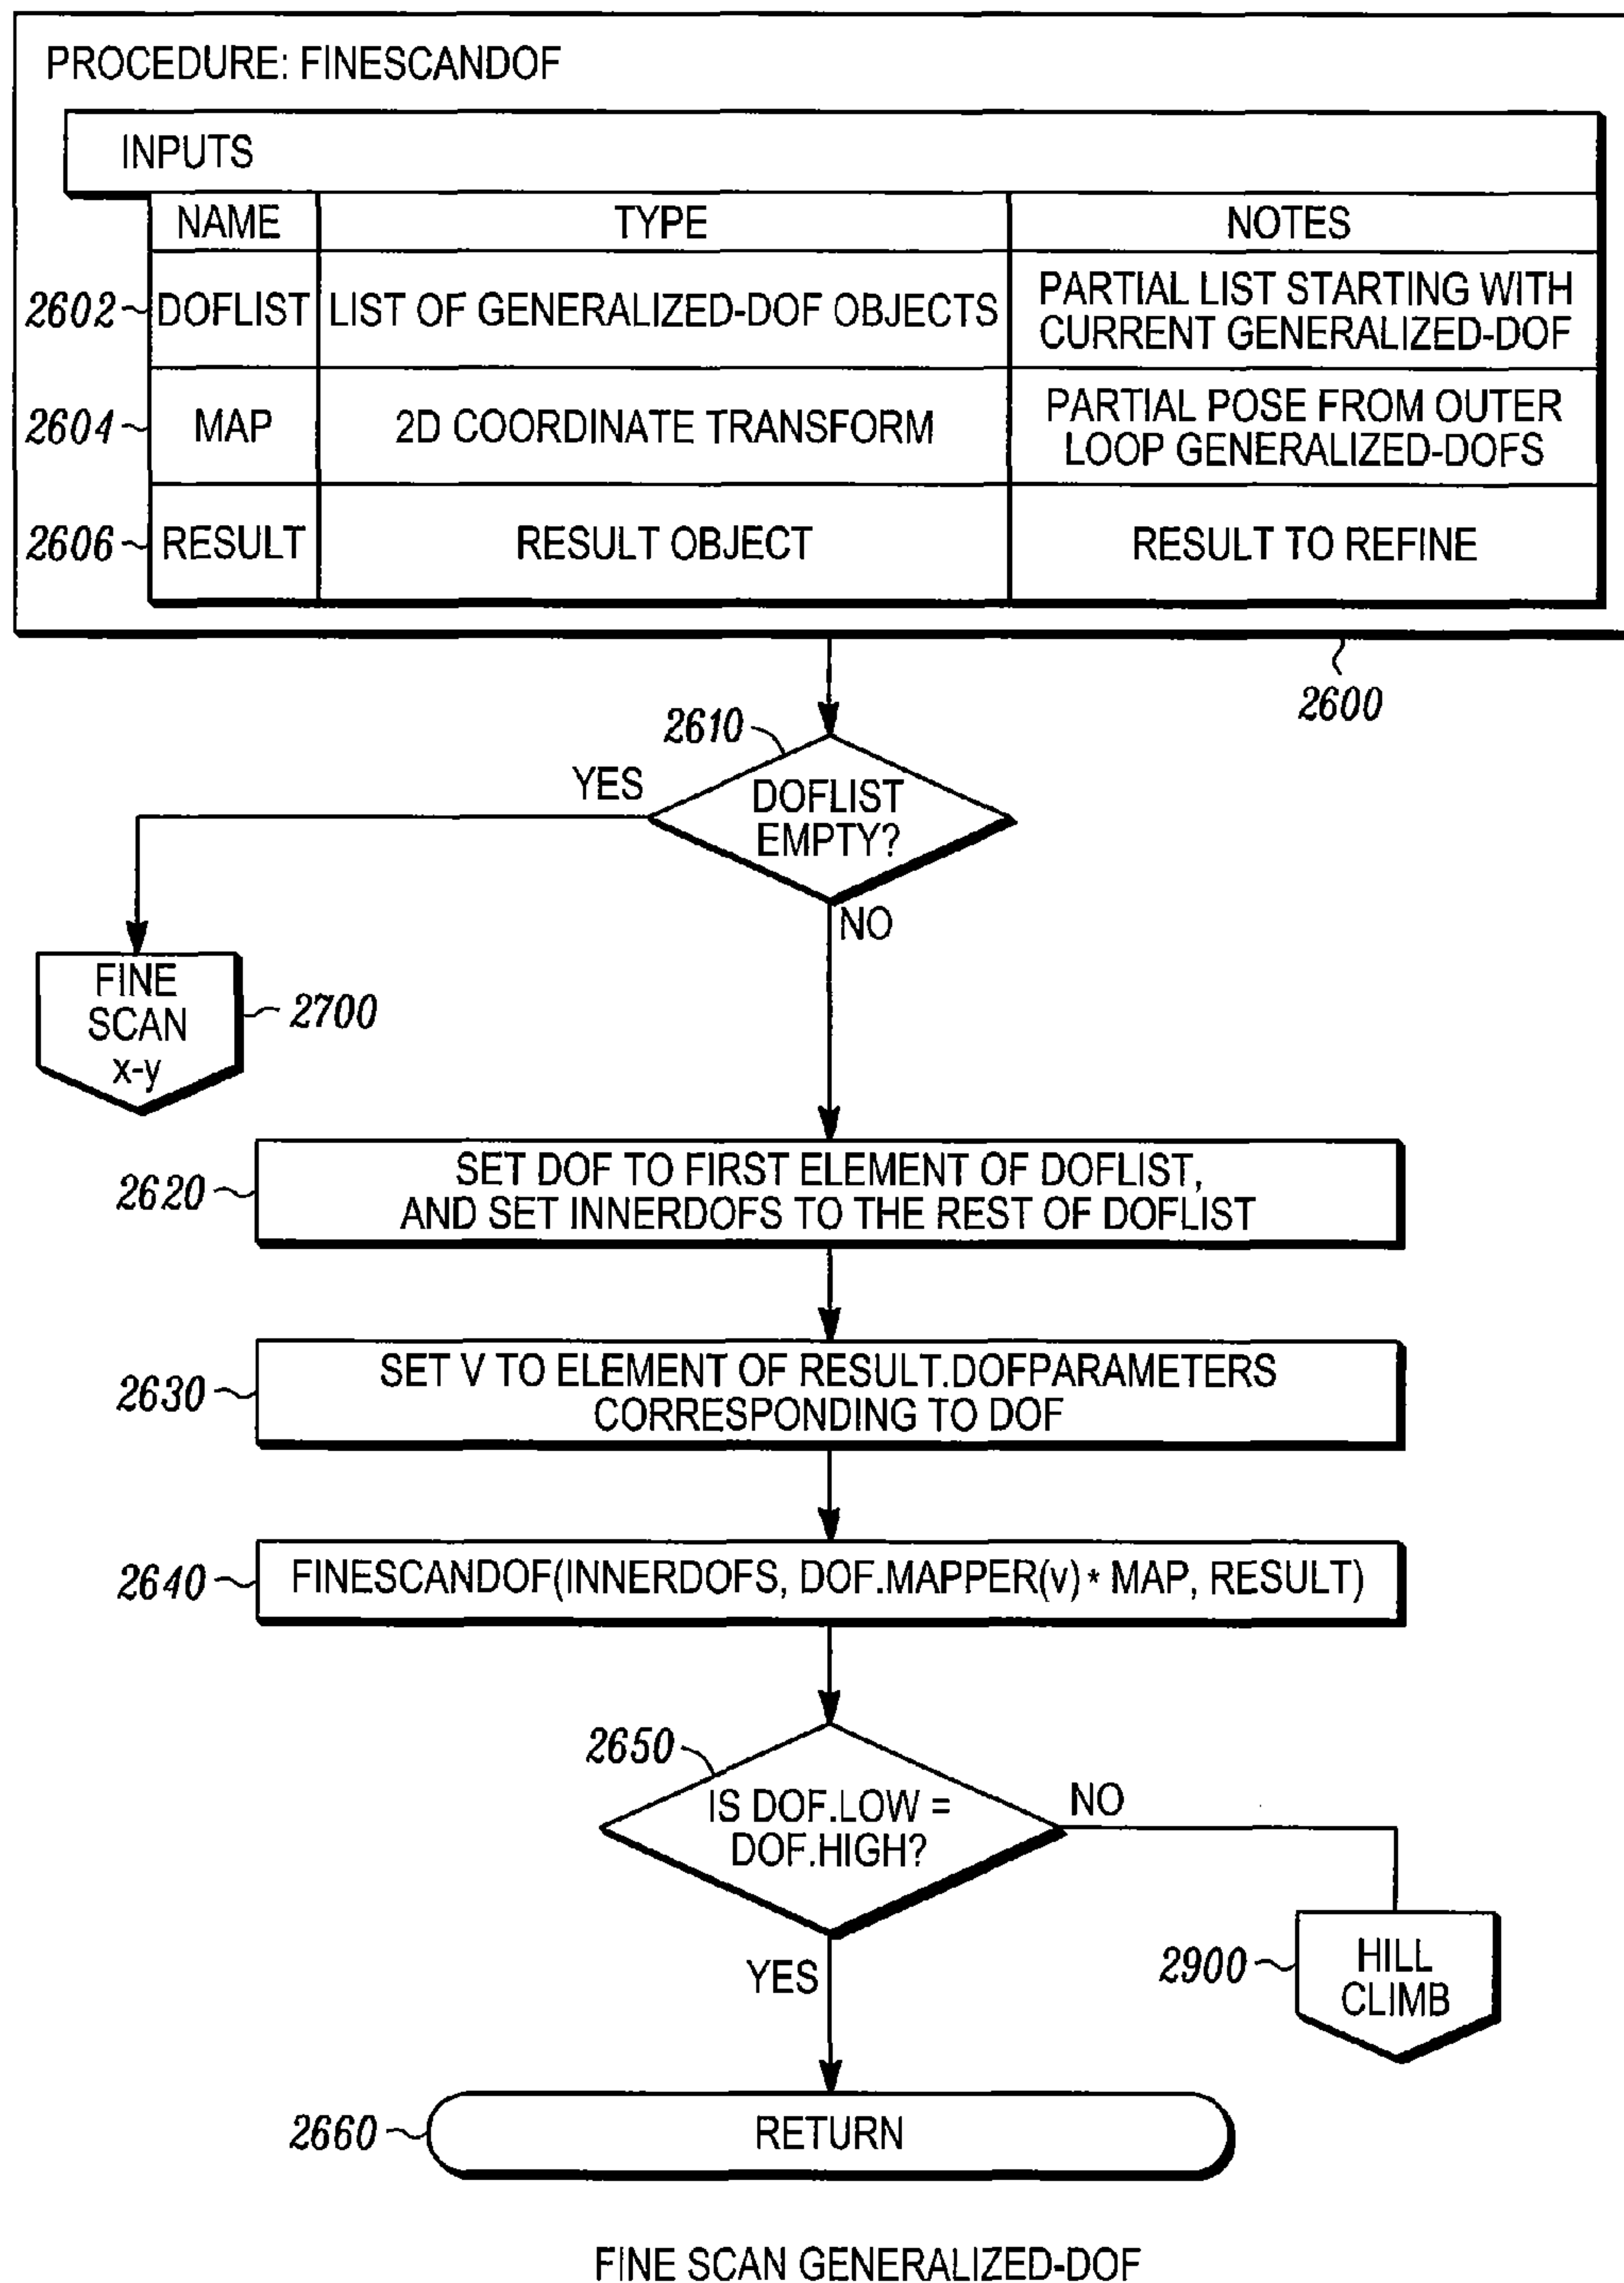 PROCEDURE: FINESCANDOF
INPUTS
NAME TYPE NOTES
2602 DOFLIST LIST OF GENERALIZED-DOF OBJECTS PARTIAL LIST STARTING WITH
CURRENT GENERALIZED-DOF
2604 MAP 2D COORDINATE TRANSFORM PARTIAL POSE FROM OUTER
LOOP GENERALIZED-DOFS
2606 RESULT RESULT OBJECT RESULT TO REFINE
2600
2610
YES
DOFLIST
EMPTY?
NO
FINE
SCAN
x-y
2700
2620
SET DOF TO FIRST ELEMENT OF DOFLIST,
AND SET INNERDOFS TO THE REST OF DOFLIST
2630
SET V TO ELEMENT OF RESULT.DOFPARAMETERS
CORRESPONDING TO DOF
2640
FINESCANDOF(INNERDOFS, DOF.MAPPER(v) * MAP, RESULT)
2650
IS DOF.LOW =
DOF.HIGH?
NO
2900
HILL
CLIMB
YES
2660
RETURN
FINE SCAN GENERALIZED-DOF